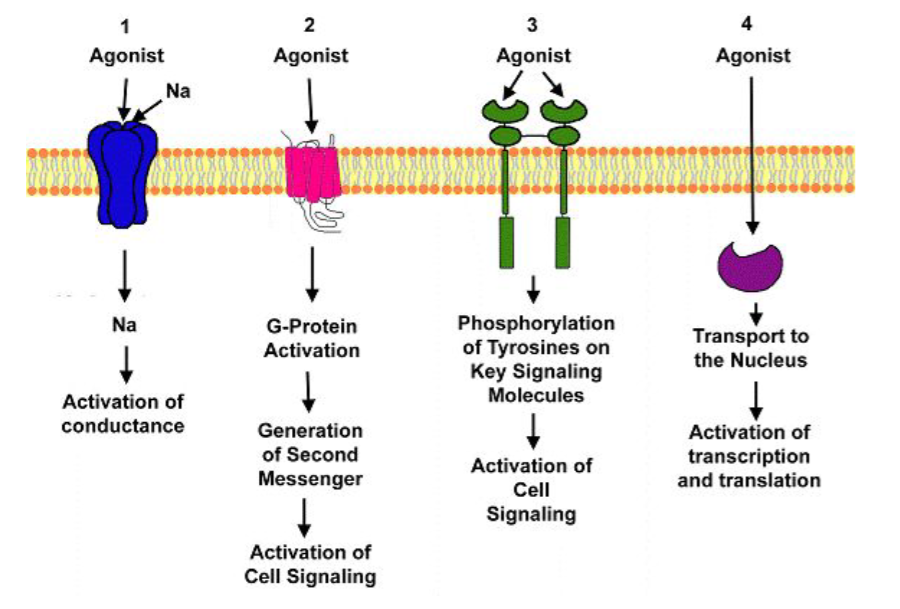 1
Agonist
Na
Na
Activation of
conductance
2
Agonist
G-Protein
Activation
Generation
of Second
Messenger
Activation of
Cell Signaling
3
Agonist
Phosphorylation
of Tyrosines on
Key Signaling
Molecules
Activation of
Cell
Signaling
4
Agonist
Transport to
the Nucleus
Activation of
transcription
and translation